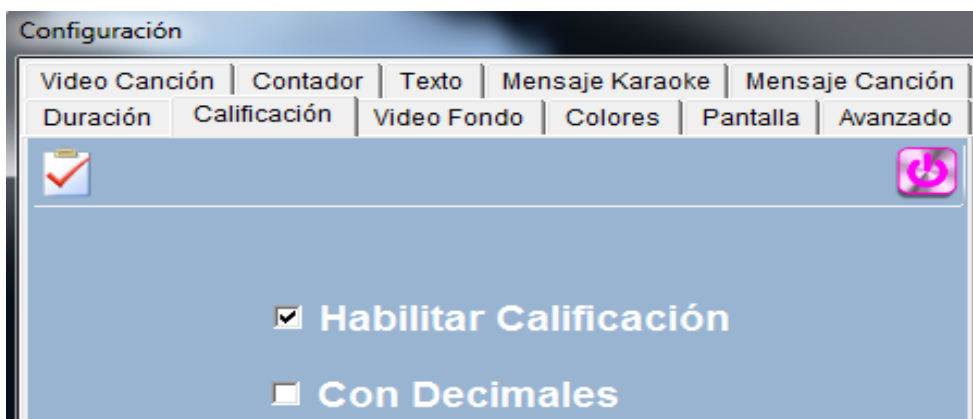 Configuración
Video Canción Contador Texto Mensaje Karaoke Mensaje Canción
Duración Calificación Video Fondo Colores Pantalla Avanzado
Habilitar Calificación
Con Decimales